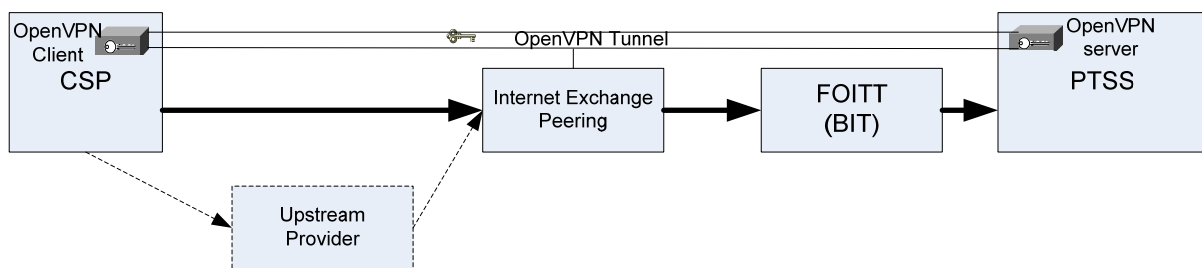 OpenVPN
Client
CSP
OpenVPN Tunnel
OpenVPN
server
PTSS
Internet Exchange
Peering
FOITT
(BIT)
Upstream
Provider